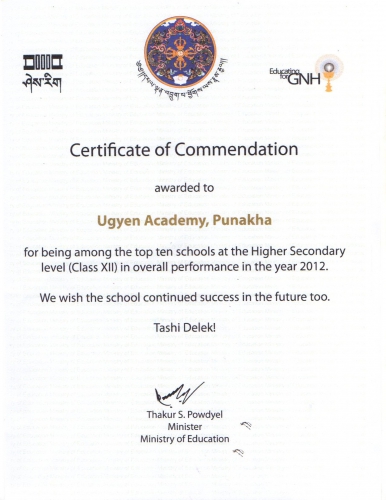 ཤེས་རིག
Educating
for GNH
Certificate of Commendation
awarded to
Ugyen Academy, Punakha
for being among the top ten schools at the Higher Secondary
level (Class XII) in overall performance in the year 2012.
We wish the school continued success in the future too.
Tashi Delek!
Thakur S. Powdyel
Minister
Ministry of Education